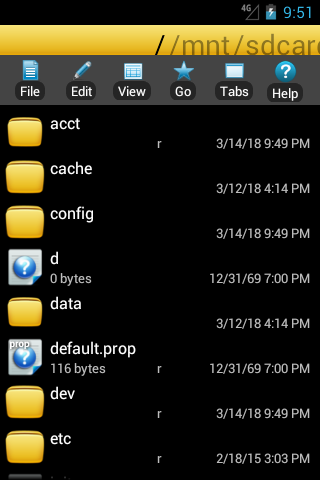 9:51
/ /mnt/sdcard
File Edit View Go Tabs Help
acct
r 3/14/18 9:49 PM
cache
3/12/18 4:14 PM
config
3/14/18 9:49 PM
d
0 bytes 12/31/69 7:00 PM
data
3/12/18 4:14 PM
prop default.prop
116 bytes r 12/31/69 7:00 PM
dev
r 3/14/18 9:49 PM
etc
r 2/18/15 3:03 PM